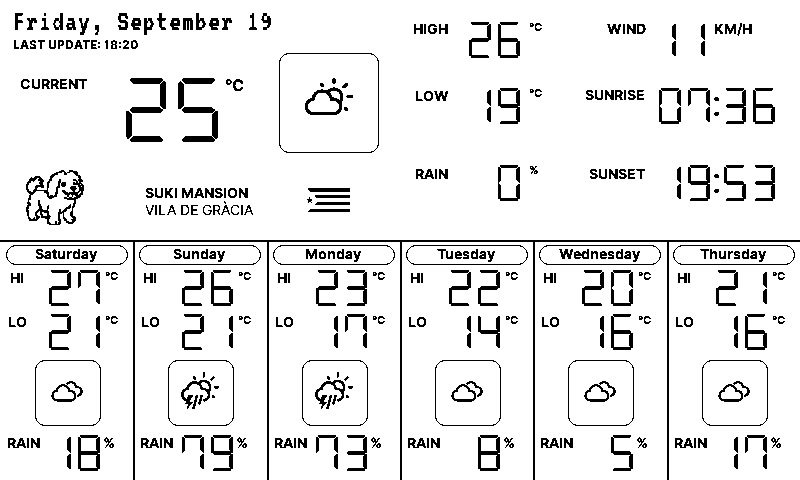 Friday, September 19
LAST UPDATE: 18:20
CURRENT 25 °C
HIGH 26 °C
WIND 11 KM/H
LOW 19 °C
SUNRISE 07:36
RAIN 0 %
SUNSET 19:53
SUKI MANSION
VILA DE GRÀCIA
Saturday
HI 27 °C
LO 21 °C
RAIN 18 %
Sunday
HI 26 °C
LO 21 °C
RAIN 79 %
Monday
HI 23 °C
LO 17 °C
RAIN 73 %
Tuesday
HI 22 °C
LO 14 °C
RAIN 8 %
Wednesday
HI 20 °C
LO 16 °C
RAIN 5 %
Thursday
HI 21 °C
LO 16 °C
RAIN 17 %